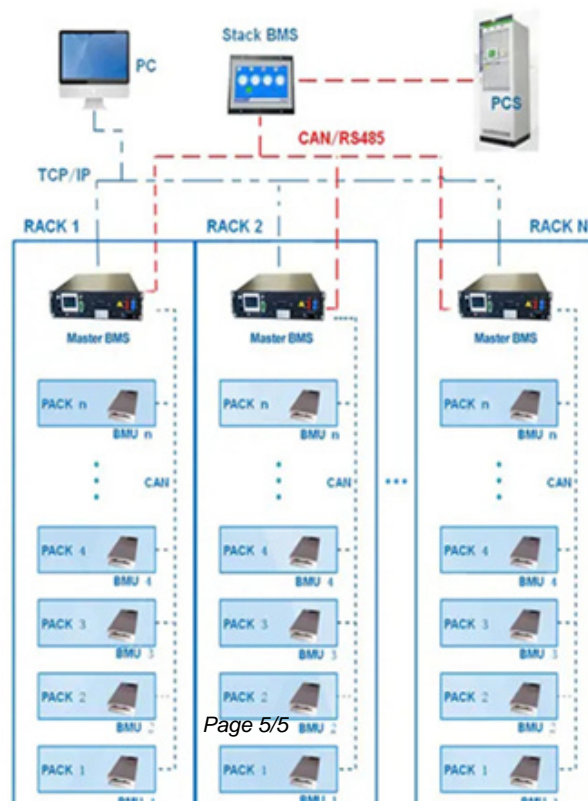 Stack BMS
PC
PCS
CAN/RS485
TCP/IP
RACK 1
RACK 2
RACK N
Master BMS
Master BMS
Master BMS
PACK n
PACK n
PACK n
BMU n
BMU n
BMU n
CAN
CAN
CAN
PACK 4
PACK 4
PACK 4
BMU 4
BMU 4
BMU 4
PACK 3
PACK 3
PACK 3
BMU 3
BMU 3
BMU 3
PACK 2
PACK 2
PACK 2
Page 5/5
BMU 2
BMU 2
BMU 2
PACK 1
PACK 1
PACK 1